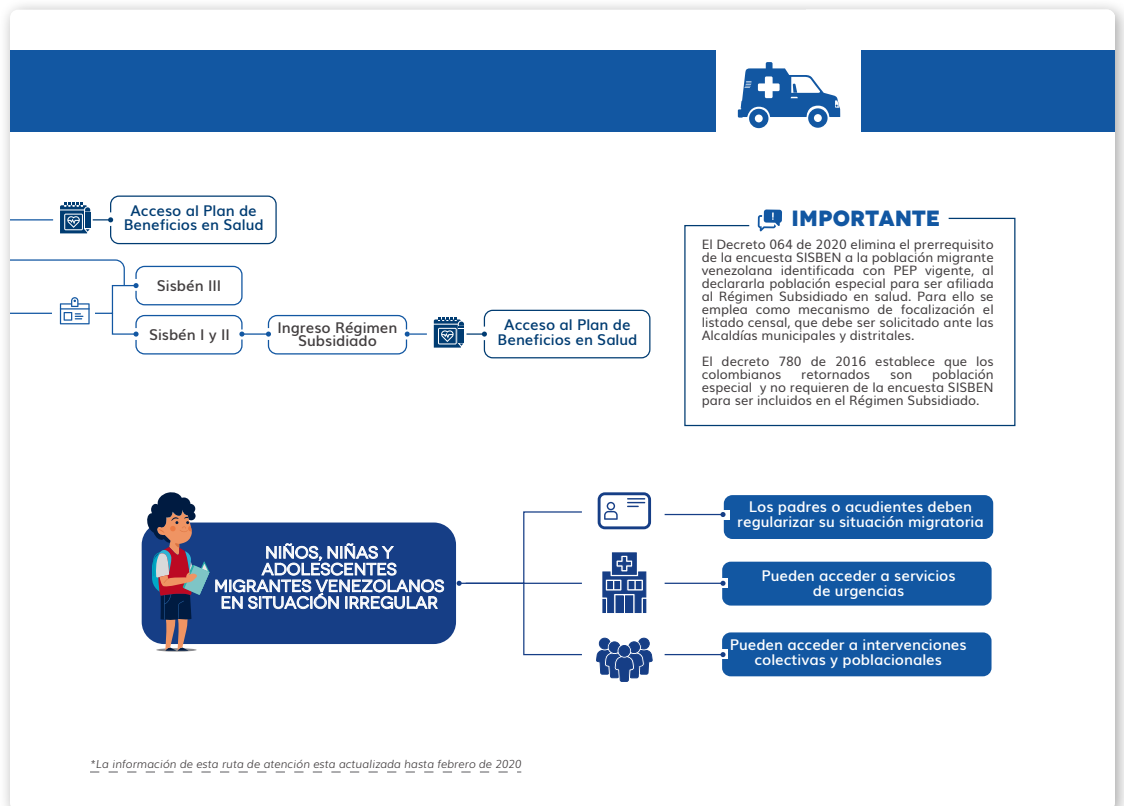 Acceso al Plan de
Beneficios en Salud
Sisbén III
Sisbén I y II
Ingreso Régimen
Subsidiado
Acceso al Plan de
Beneficios en Salud
IMPORTANTE
El Decreto 064 de 2020 elimina el prerrequisito
de la encuesta SISBEN a la población migrante
venezolana identificada con PEP vigente, al
declararla población especial para ser afiliada
al Régimen Subsidiado en salud. Para ello se
emplea como mecanismo de focalización el
listado censal, que debe ser solicitado ante las
Alcaldías municipales y distritales.
El decreto 780 de 2016 establece que los
colombianos retornados son población
especial y no requieren de la encuesta SISBEN
para ser incluidos en el Régimen Subsidiado.
NIÑOS, NIÑAS Y
ADOLESCENTES
MIGRANTES VENEZOLANOS
EN SITUACIÓN IRREGULAR
Los padres o acudientes deben
regularizar su situación migratoria
Pueden acceder a servicios
de urgencias
Pueden acceder a intervenciones
colectivas y poblacionales
*La información de esta ruta de atención esta actualizada hasta febrero de 2020